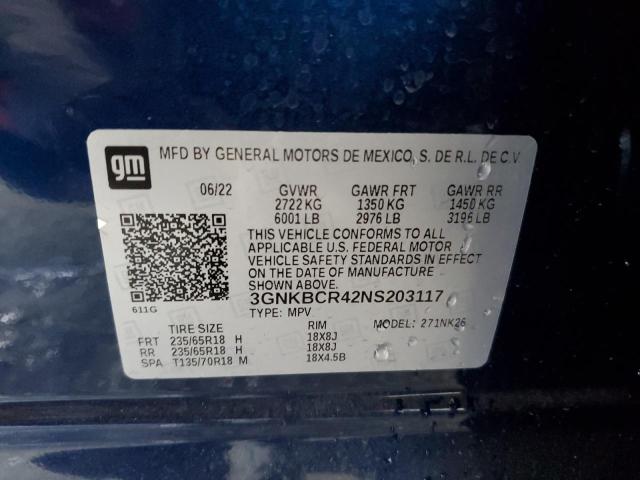 gm
MFD BY GENERAL MOTORS DE MEXICO, S. DE R.L. DE C.V.
06/22 GVWR GAWR FRT GAWR RR
2722 KG 1350 KG 1450 KG
6001 LB 2976 LB 3196 LB
THIS VEHICLE CONFORMS TO ALL
APPLICABLE U.S. FEDERAL MOTOR
VEHICLE SAFETY STANDARDS IN EFFECT
ON THE DATE OF MANUFACTURE
SHOWN ABOVE.
3GNKBCR42NS203117
611G TYPE: MPV MODEL: 271NK26
TIRE SIZE RIM
FRT 235/65R18 H 18X8J
RR 235/65R18 H 18X8J
SPA T135/70R18 M 18X4.5B